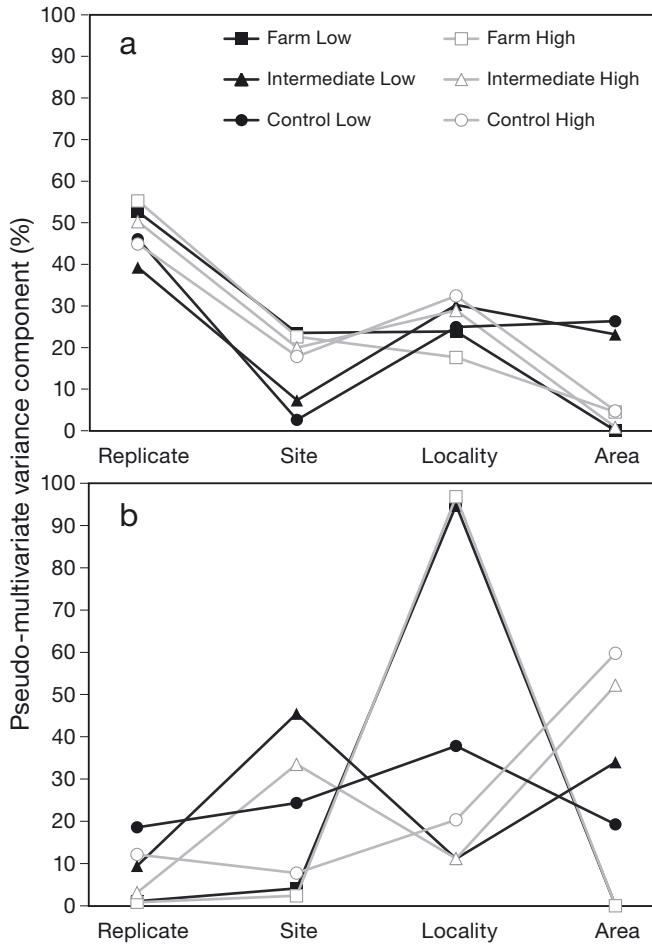 100
90
80
70
60
50
40
30
20
10
0
a
Farm Low
Farm High
Intermediate Low
Intermediate High
Control Low
Control High
Replicate
Site
Locality
Area
Pseudo-multivariate variance component (%)
100
90
80
70
60
50
40
30
20
10
0
b
Replicate
Site
Locality
Area